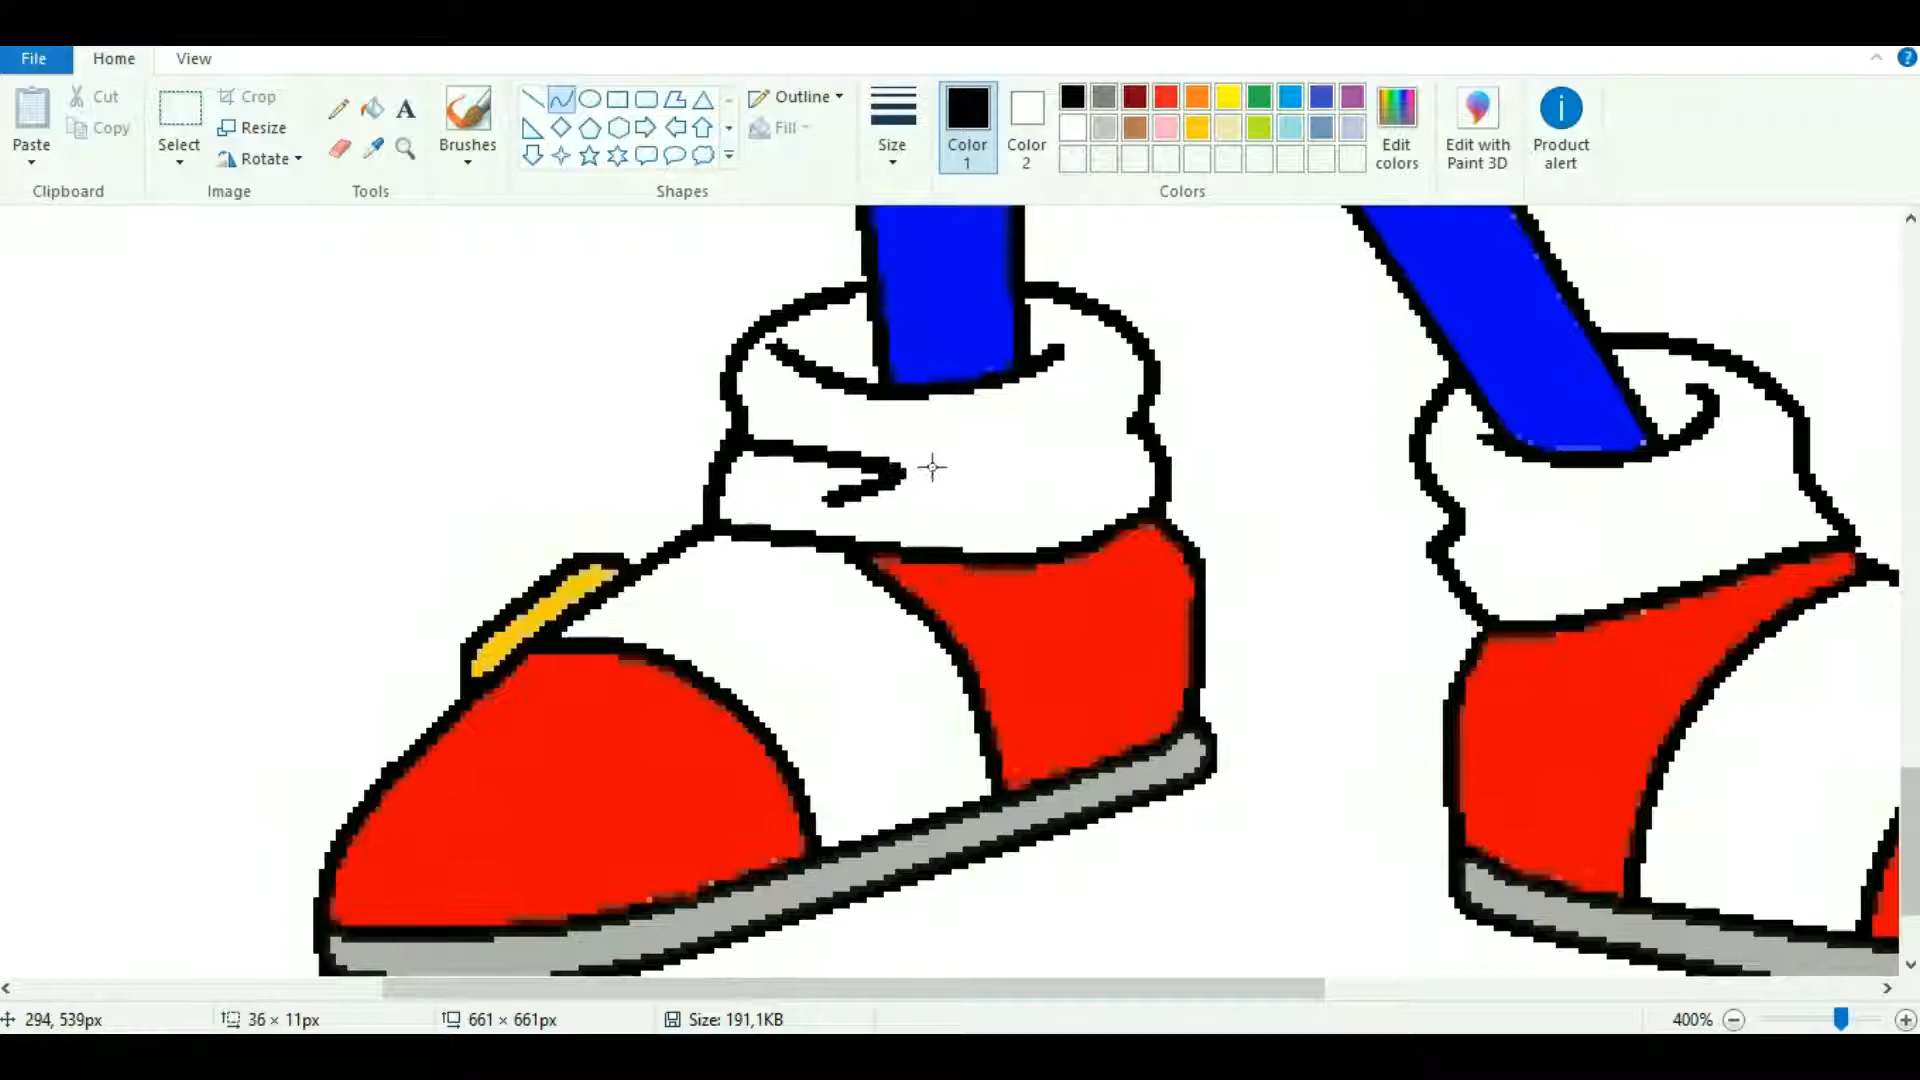 File Home View
Paste Cut Copy
Clipboard
Select Crop Resize Rotate
Image
A
Tools
Brushes
Shapes
Outline
Fill
Size
Color 1
Color 2
Colors
Edit colors
Edit with Paint 3D
Product alert
294, 539px 36 × 11px 661 × 661px Size: 191,1KB 400%